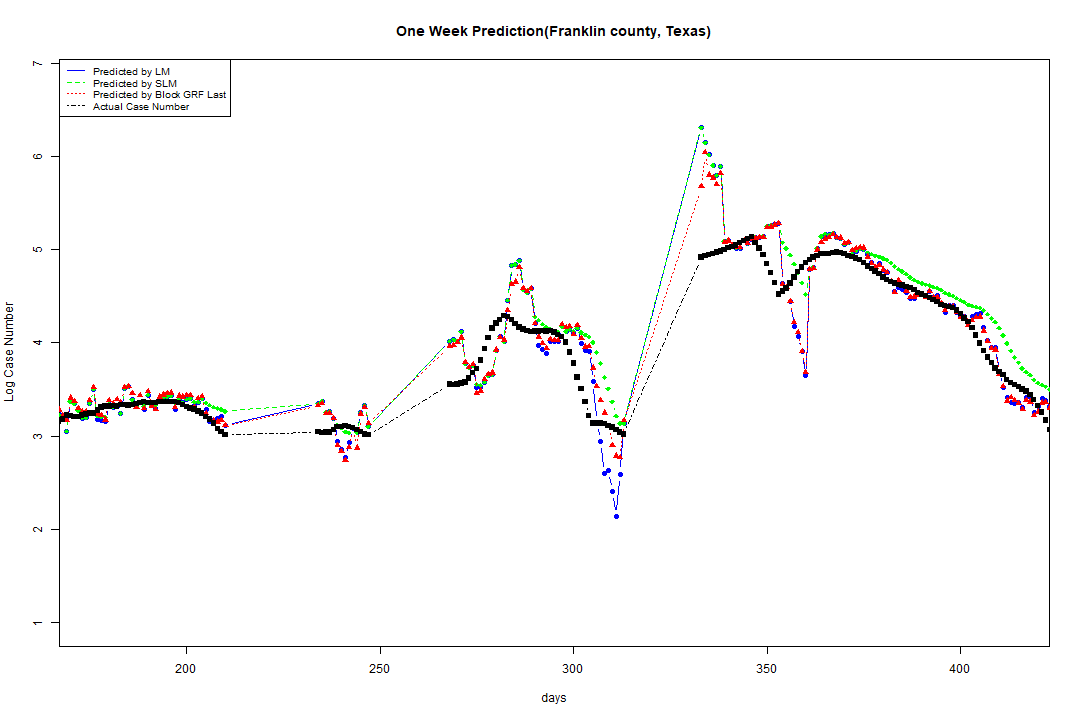 One Week Prediction(Franklin county, Texas)
Predicted by LM
Predicted by SLM
Predicted by Block GRF Last
Actual Case Number
Log Case Number
7
6
5
4
3
2
1
200 250 300 350 400
days